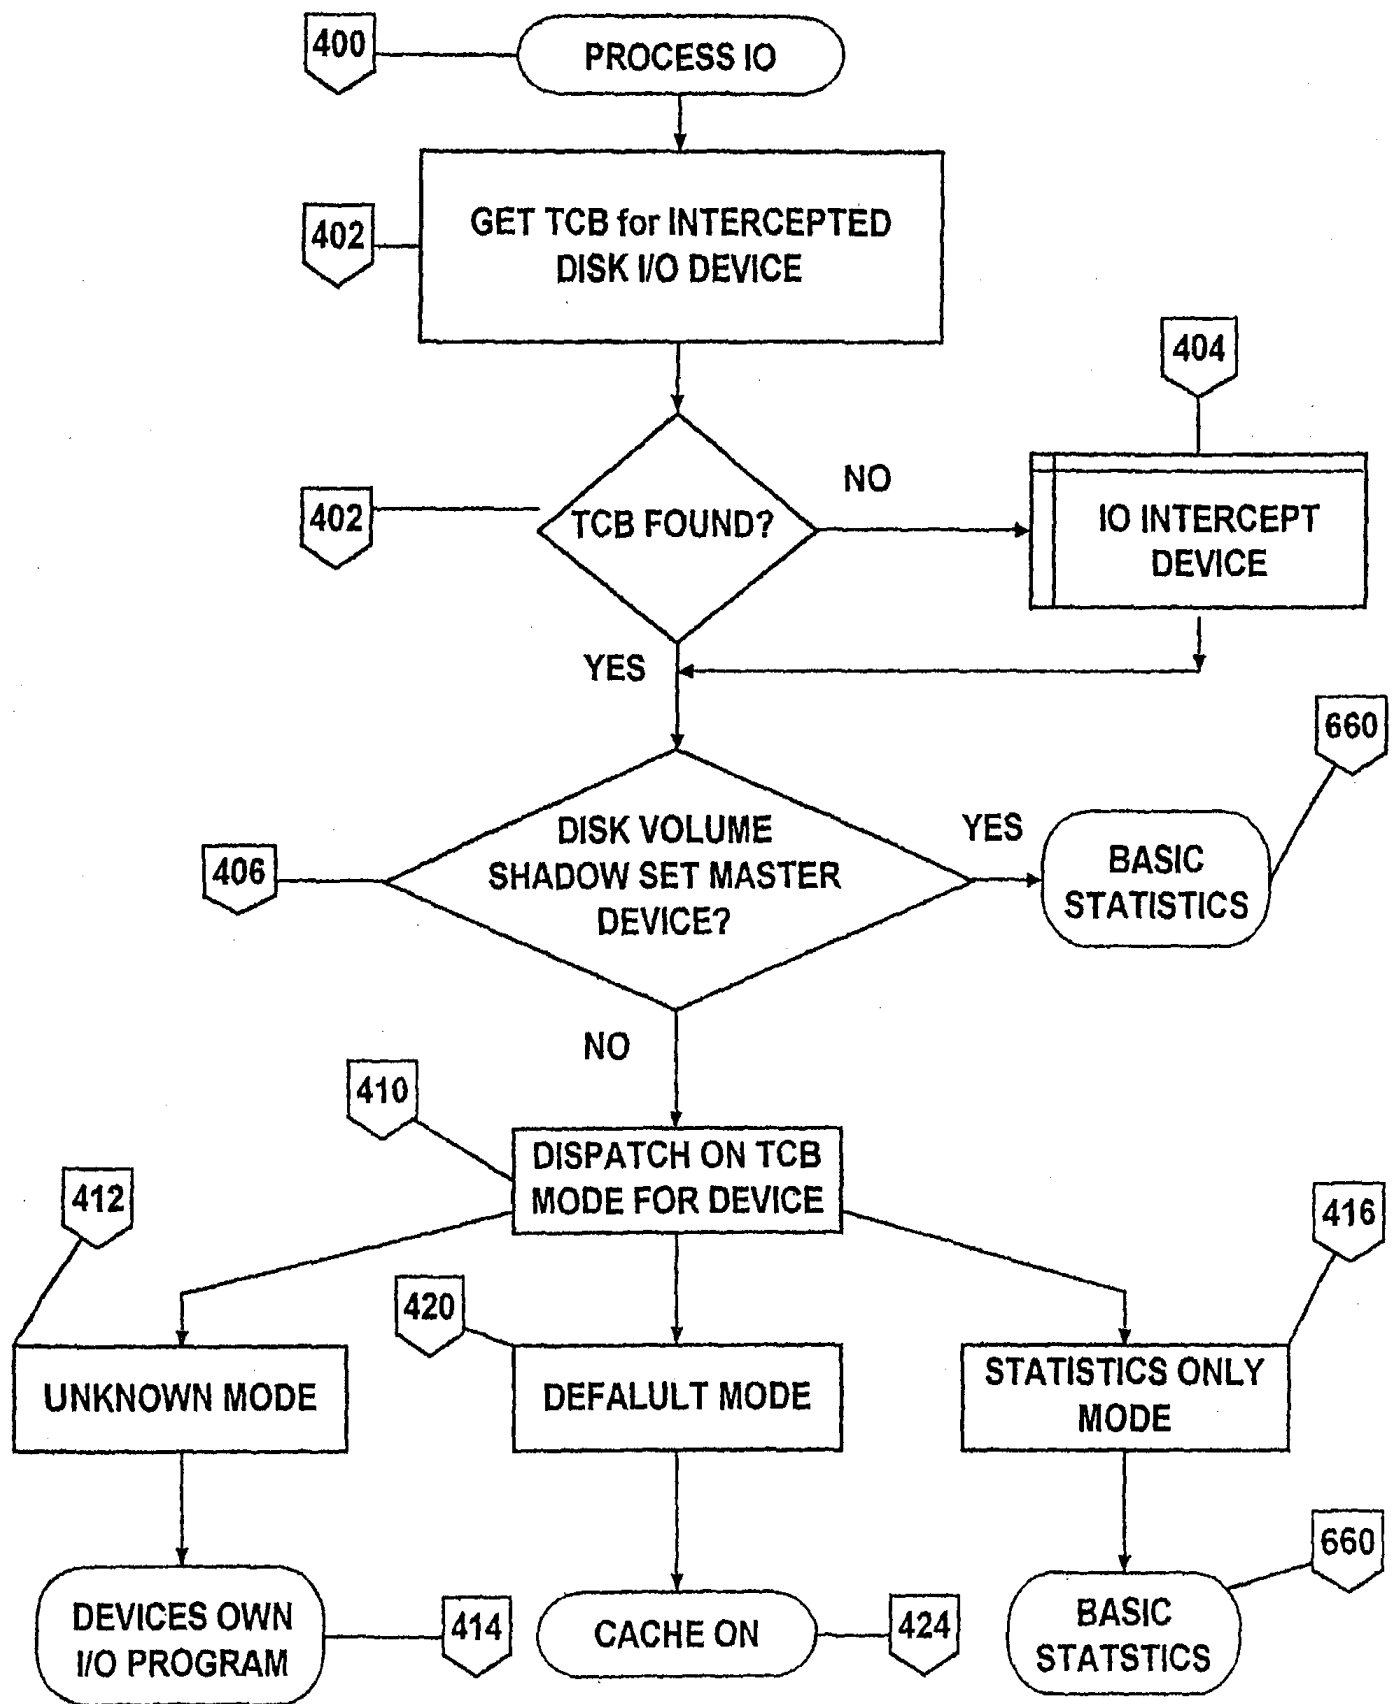 400
PROCESS IO
402
GET TCB for INTERCEPTED
DISK I/O DEVICE
404
402
TCB FOUND?
NO
IO INTERCEPT
DEVICE
YES
660
406
DISK VOLUME
SHADOW SET MASTER
DEVICE?
YES
BASIC
STATISTICS
NO
410
DISPATCH ON TCB
MODE FOR DEVICE
412
416
420
UNKNOWN MODE
DEFALULT MODE
STATISTICS ONLY
MODE
660
DEVICES OWN
I/O PROGRAM
414
CACHE ON
424
BASIC
STATSTICS